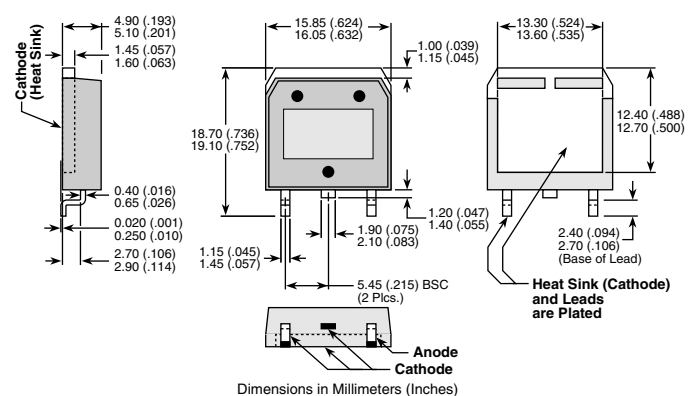 4.90 (.193)
5.10 (.201)
1.45 (.057)
1.60 (.063)
Cathode
(Heat Sink)
0.40 (.016)
0.65 (.026)
0.020 (.001)
0.250 (.010)
2.70 (.106)
2.90 (.114)
15.85 (.624)
16.05 (.632)
1.00 (.039)
1.15 (.045)
18.70 (.736)
19.10 (.752)
1.20 (.047)
1.40 (.055)
1.90 (.075)
2.10 (.083)
1.15 (.045)
1.45 (.057)
5.45 (.215) BSC
(2 Plcs.)
13.30 (.524)
13.60 (.535)
12.40 (.488)
12.70 (.500)
2.40 (.094)
2.70 (.106)
(Base of Lead)
Heat Sink (Cathode)
and Leads
are Plated
Anode
Cathode
Dimensions in Millimeters (Inches)